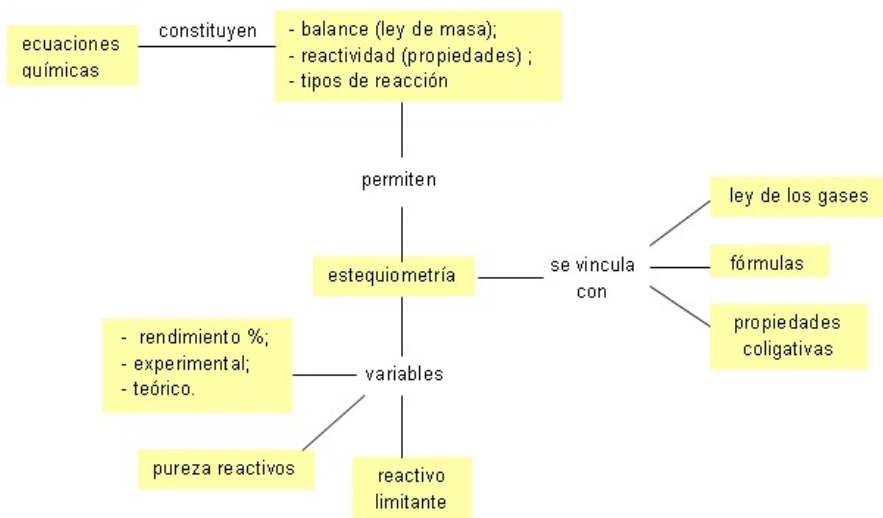 ecuaciones
químicas
constituyen
- balance (ley de masa);
- reactividad (propiedades) ;
- tipos de reacción
permiten
estequiometría
se vincula
con
ley de los gases
fórmulas
propiedades
coligativas
- rendimiento %;
- experimental;
- teórico.
variables
pureza reactivos
reactivo
limitante